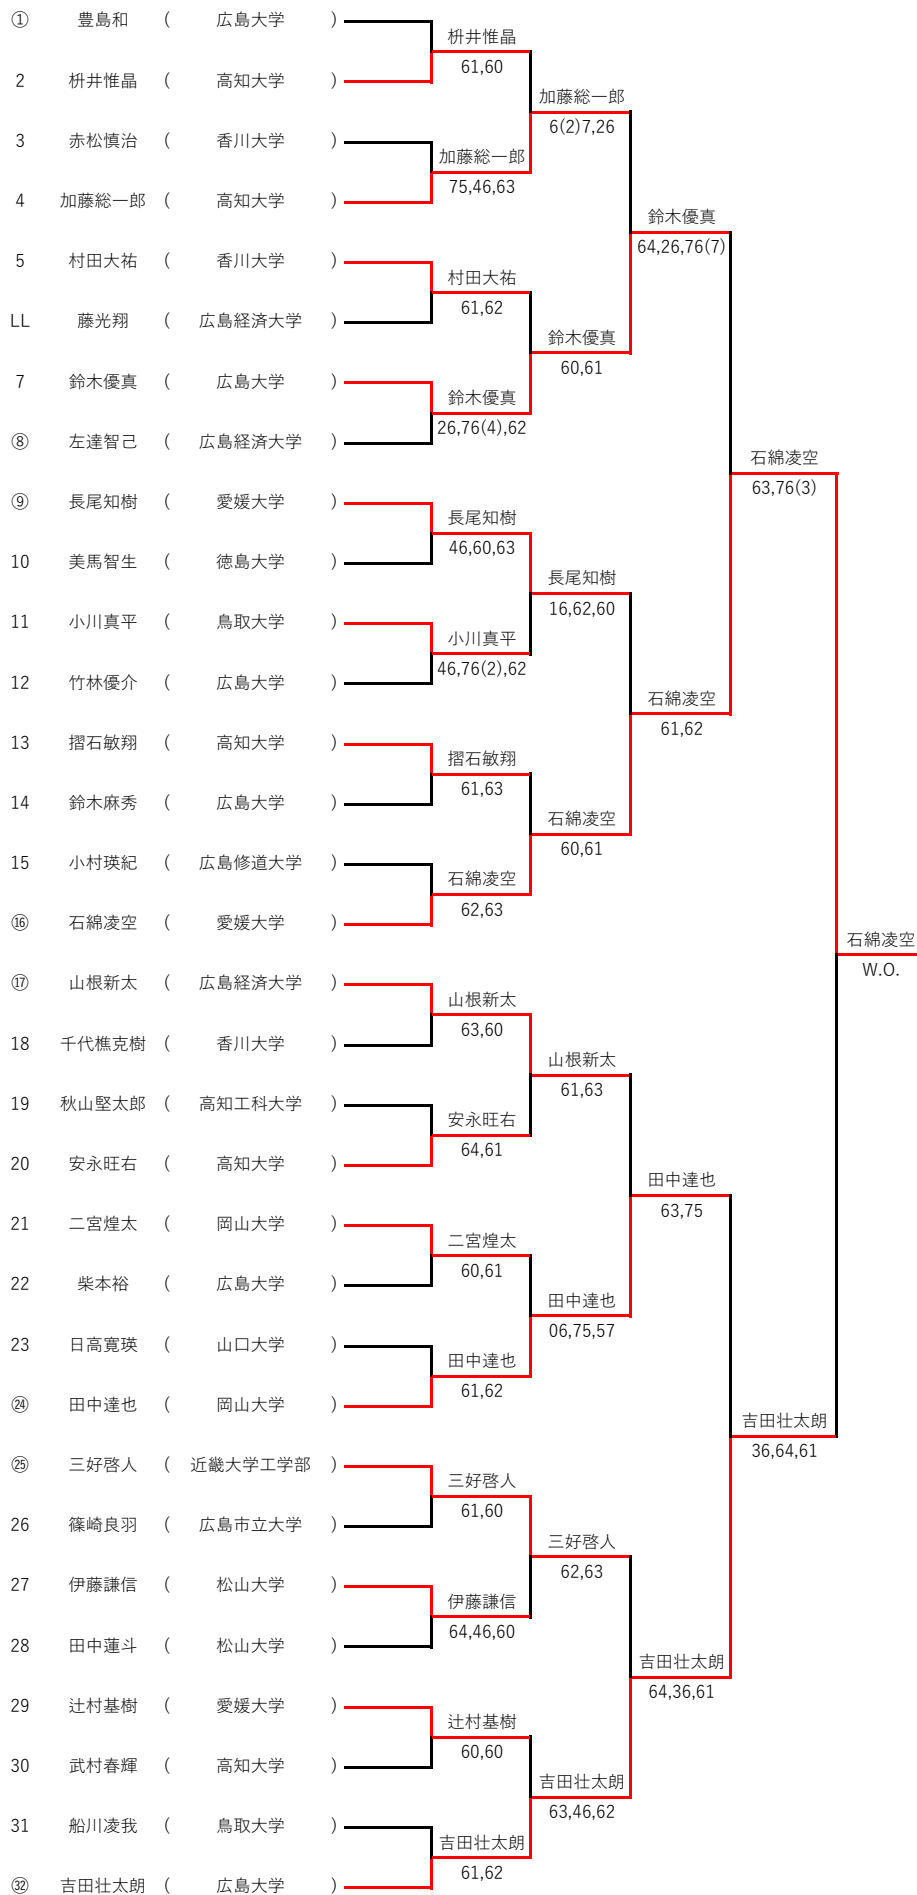 ① 豊島和 ( 広島大学 )
枡井惟晶
61,60
2 枡井惟晶 ( 高知大学 )
加藤総一郎
6(2)7,26
3 赤松慎治 ( 香川大学 )
加藤総一郎
75,46,63
4 加藤総一郎 ( 高知大学 )
鈴木優真
64,26,76(7)
5 村田大祐 ( 香川大学 )
村田大祐
61,62
LL 藤光翔 ( 広島経済大学 )
鈴木優真
60,61
7 鈴木優真 ( 広島大学 )
鈴木優真
26,76(4),62
⑧ 左達智己 ( 広島経済大学 )
石綿凌空
63,76(3)
⑨ 長尾知樹 ( 愛媛大学 )
長尾知樹
46,60,63
10 美馬智生 ( 徳島大学 )
長尾知樹
16,62,60
11 小川真平 ( 鳥取大学 )
小川真平
46,76(2),62
12 竹林優介 ( 広島大学 )
石綿凌空
61,62
13 摺石敏翔 ( 高知大学 )
摺石敏翔
61,63
14 鈴木麻秀 ( 広島大学 )
石綿凌空
60,61
15 小村瑛紀 ( 広島修道大学 )
石綿凌空
62,63
⑯ 石綿凌空 ( 愛媛大学 )
石綿凌空
W.O.
⑰ 山根新太 ( 広島経済大学 )
山根新太
63,60
18 千代樵克樹 ( 香川大学 )
山根新太
61,63
19 秋山堅太郎 ( 高知工科大学 )
安永旺右
64,61
20 安永旺右 ( 高知大学 )
田中達也
63,75
21 二宮煌太 ( 岡山大学 )
二宮煌太
60,61
22 柴本裕 ( 広島大学 )
田中達也
06,75,57
23 日高寛瑛 ( 山口大学 )
田中達也
61,62
㉔ 田中達也 ( 岡山大学 )
吉田壮太朗
36,64,61
㉕ 三好啓人 ( 近畿大学工学部 )
三好啓人
61,60
26 篠崎良羽 ( 広島市立大学 )
三好啓人
62,63
27 伊藤謙信 ( 松山大学 )
伊藤謙信
64,46,60
28 田中蓮斗 ( 松山大学 )
吉田壮太朗
64,36,61
29 辻村基樹 ( 愛媛大学 )
辻村基樹
60,60
30 武村春輝 ( 高知大学 )
吉田壮太朗
63,46,62
31 船川凌我 ( 鳥取大学 )
吉田壮太朗
61,62
㉜ 吉田壮太朗 ( 広島大学 )